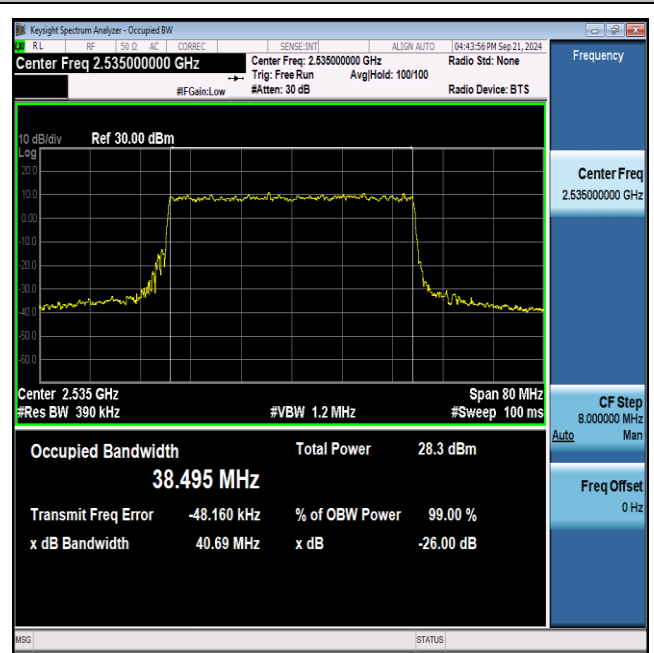 Keysight Spectrum Analyzer - Occupied BW
RL RF 50 Ω AC CORREC SENSE:INT ALIGN AUTO 04:43:56 PM Sep 21, 2024
Center Freq 2.535000000 GHz
Center Freq: 2.535000000 GHz
Radio Std: None
Trig: Free Run Avg|Hold: 100/100
#IFGain:Low
#Atten: 30 dB
Radio Device: BTS
10 dB/div Ref 30.00 dBm
Log
20.0
10.0
0.00
-10.0
-20.0
-30.0
-40.0
-50.0
-60.0
Center 2.535 GHz
Span 80 MHz
#Res BW 390 kHz
#VBW 1.2 MHz
#Sweep 100 ms
Occupied Bandwidth
Total Power 28.3 dBm
38.495 MHz
Transmit Freq Error -48.160 kHz
% of OBW Power 99.00 %
x dB Bandwidth 40.69 MHz
x dB -26.00 dB
MSG
STATUS
Frequency
Center Freq
2.535000000 GHz
CF Step
8.000000 MHz
Auto Man
Freq Offset
0 Hz